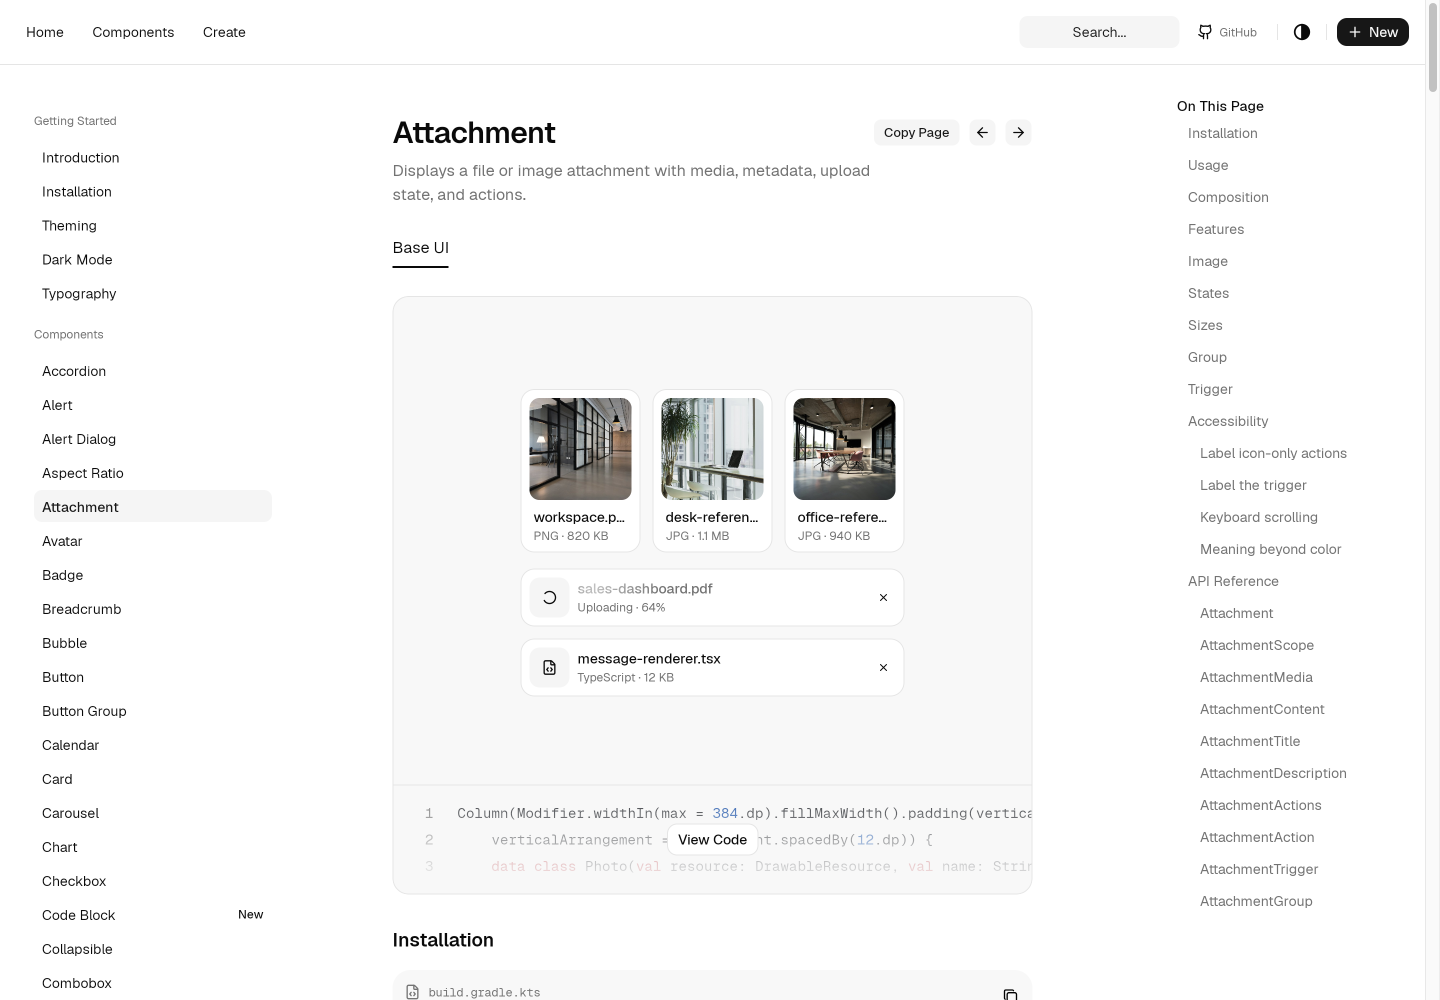 Home
Components
Create
Search...
GitHub
New
Getting Started
Introduction
Installation
Theming
Dark Mode
Typography
Components
Accordion
Alert
Alert Dialog
Aspect Ratio
Attachment
Avatar
Badge
Breadcrumb
Bubble
Button
Button Group
Calendar
Card
Carousel
Chart
Checkbox
Code Block New
Collapsible
Combobox
Attachment
Copy Page
Displays a file or image attachment with media, metadata, upload
state, and actions.
Base UI
workspace.p...
PNG · 820 KB
desk-referen...
JPG · 1.1 MB
office-refere...
JPG · 940 KB
sales-dashboard.pdf
Uploading · 64%
message-renderer.tsx
TypeScript · 12 KB
1 Column(Modifier.widthIn(max = 384.dp).fillMaxWidth().padding(vertica
2 verticalArrangement = nt.spacedBy(12.dp)) {
View Code
3 data class Photo(val resource: DrawableResource, val name: Strin
Installation
build.gradle.kts
On This Page
Installation
Usage
Composition
Features
Image
States
Sizes
Group
Trigger
Accessibility
Label icon-only actions
Label the trigger
Keyboard scrolling
Meaning beyond color
API Reference
Attachment
AttachmentScope
AttachmentMedia
AttachmentContent
AttachmentTitle
AttachmentDescription
AttachmentActions
AttachmentAction
AttachmentTrigger
AttachmentGroup